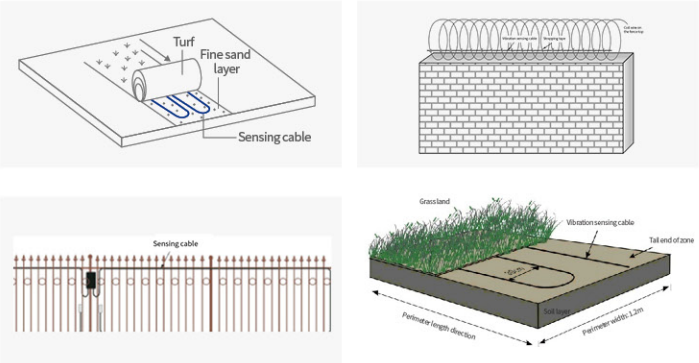 Turf
Fine sand
layer
Sensing cable
Vibration sensing cable
Strapping tape
Sensing cable
Grass land
Vibration sensing cable
Tail end of zone
50cm
Soil layer
Perimeter length direction
Perimeter width: 1.2m